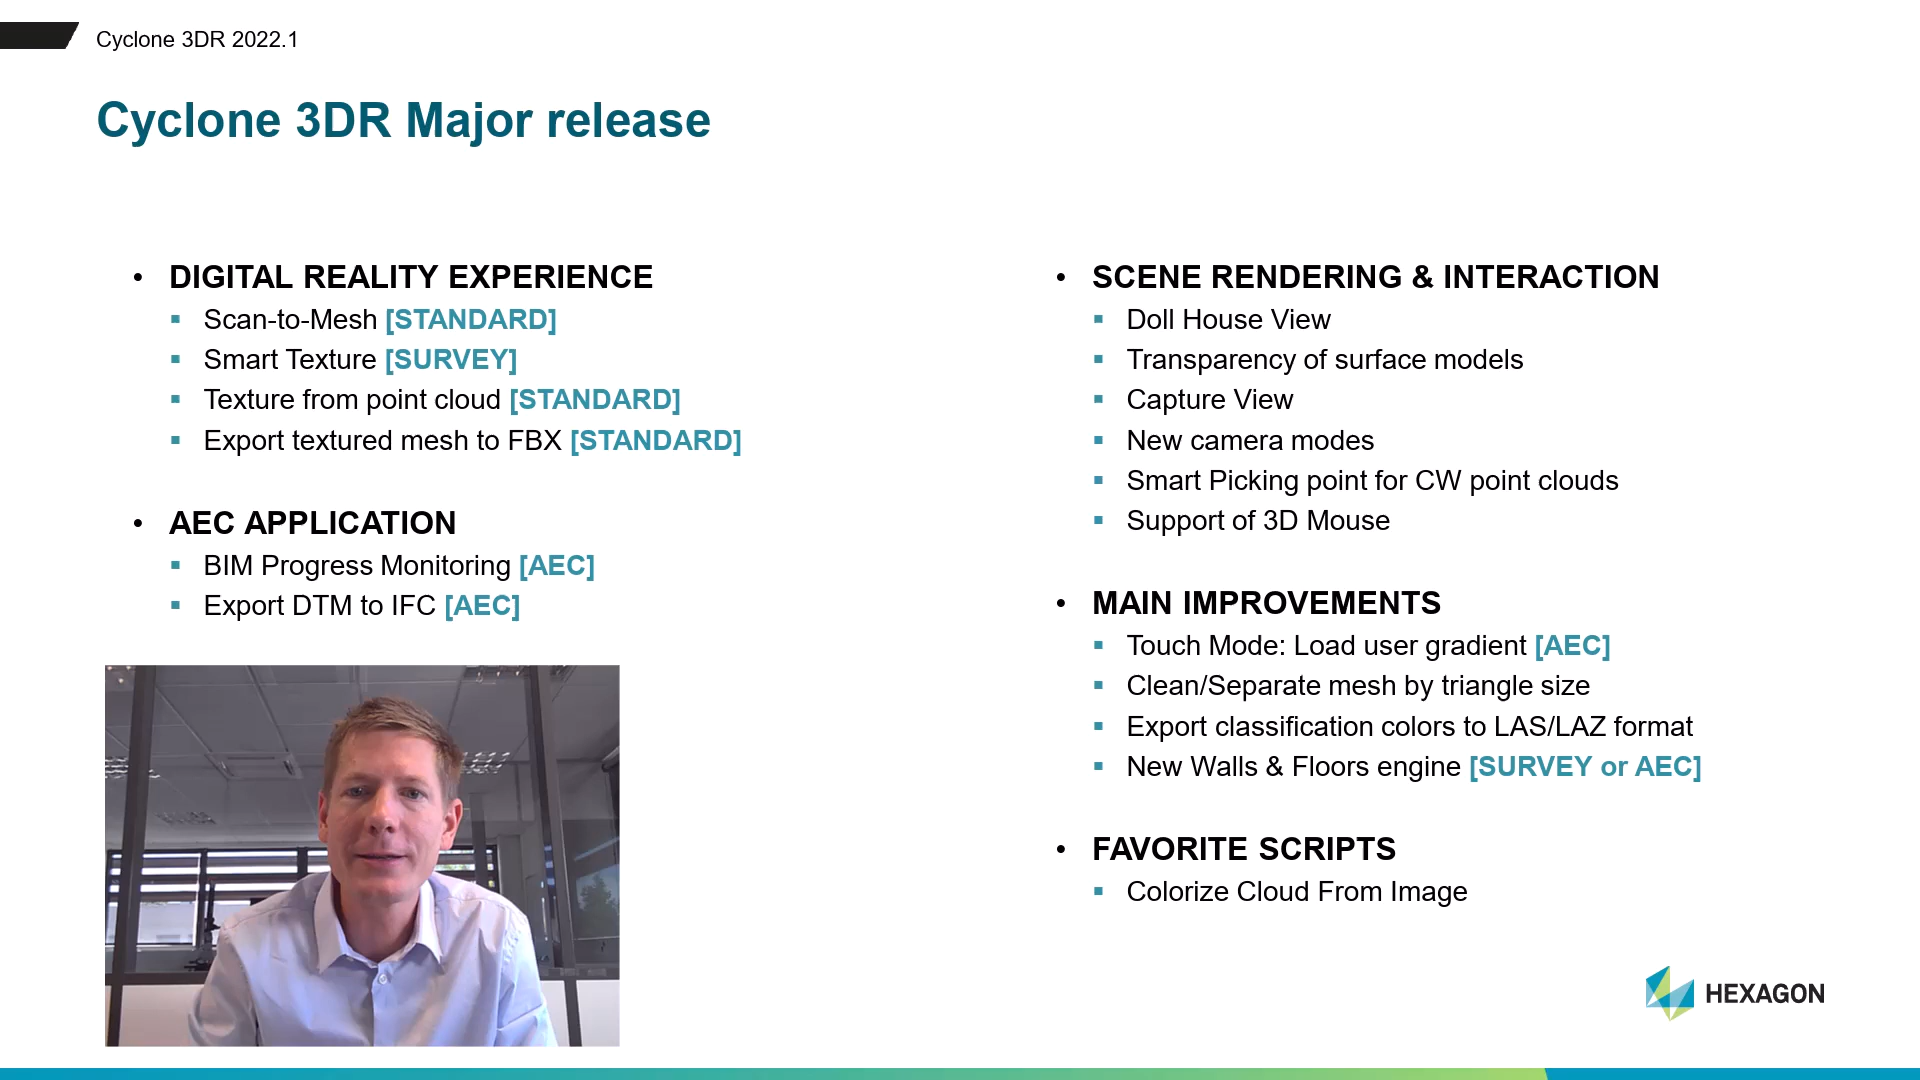 Cyclone 3DR 2022.1
Cyclone 3DR Major release
• DIGITAL REALITY EXPERIENCE
▪ Scan-to-Mesh [STANDARD]
▪ Smart Texture [SURVEY]
▪ Texture from point cloud [STANDARD]
▪ Export textured mesh to FBX [STANDARD]
• AEC APPLICATION
▪ BIM Progress Monitoring [AEC]
▪ Export DTM to IFC [AEC]
• SCENE RENDERING & INTERACTION
▪ Doll House View
▪ Transparency of surface models
▪ Capture View
▪ New camera modes
▪ Smart Picking point for CW point clouds
▪ Support of 3D Mouse
• MAIN IMPROVEMENTS
▪ Touch Mode: Load user gradient [AEC]
▪ Clean/Separate mesh by triangle size
▪ Export classification colors to LAS/LAZ format
▪ New Walls & Floors engine [SURVEY or AEC]
• FAVORITE SCRIPTS
▪ Colorize Cloud From Image
HEXAGON